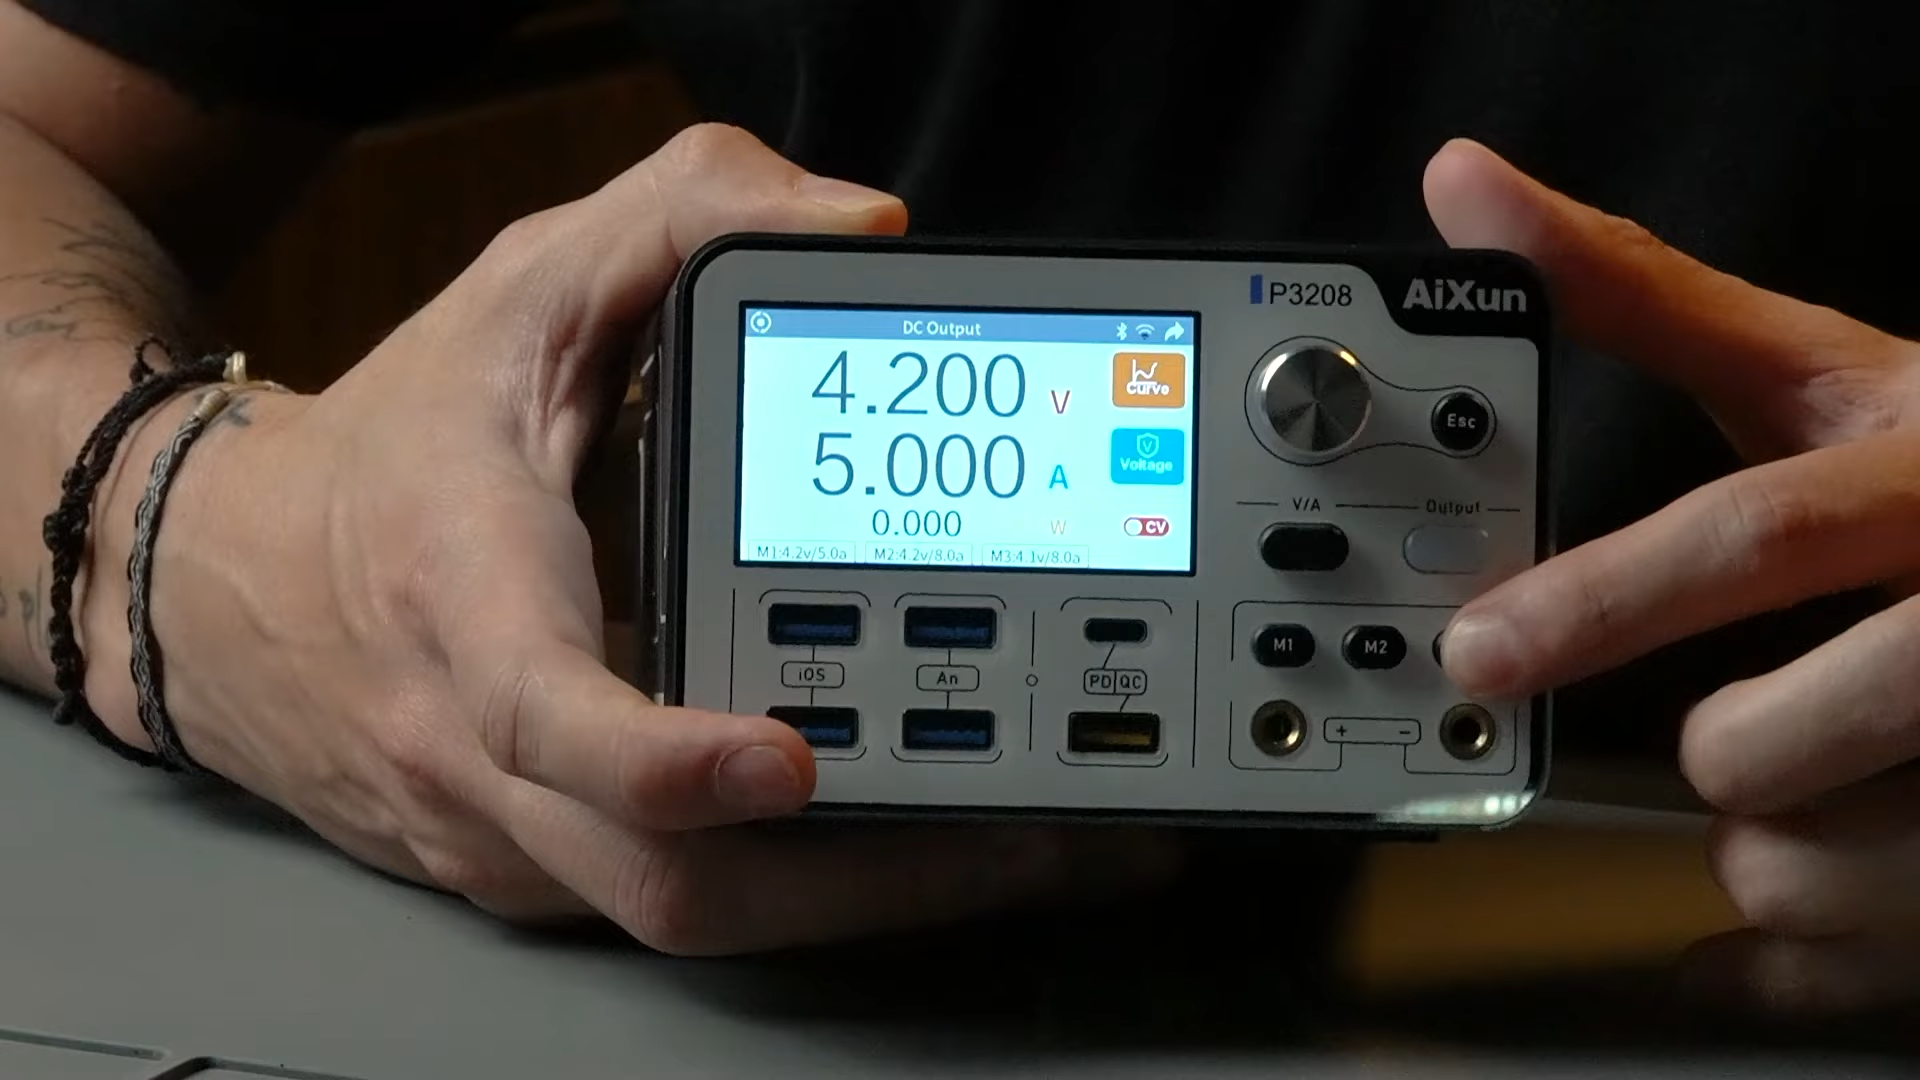 P3208
AiXun
DC Output
4.200 V
Curve
5.000 A
Voltage
0.000 W
CV
M1:4.2v/5.0a
M2:4.2v/8.0a
M3:4.1v/8.0a
Esc
V/A
Output
M1
M2
iOS
An
PD QC
+ −